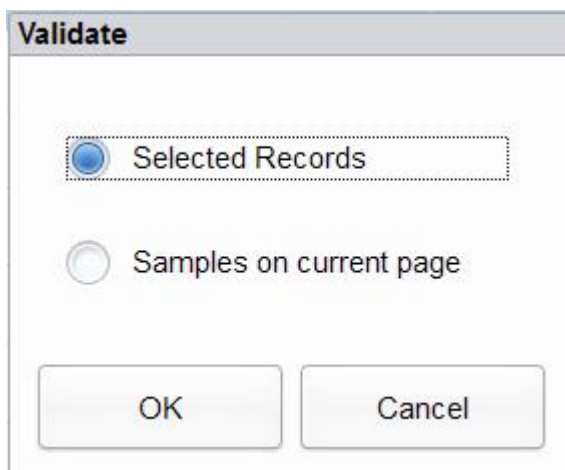 Validate
Selected Records
Samples on current page
OK
Cancel